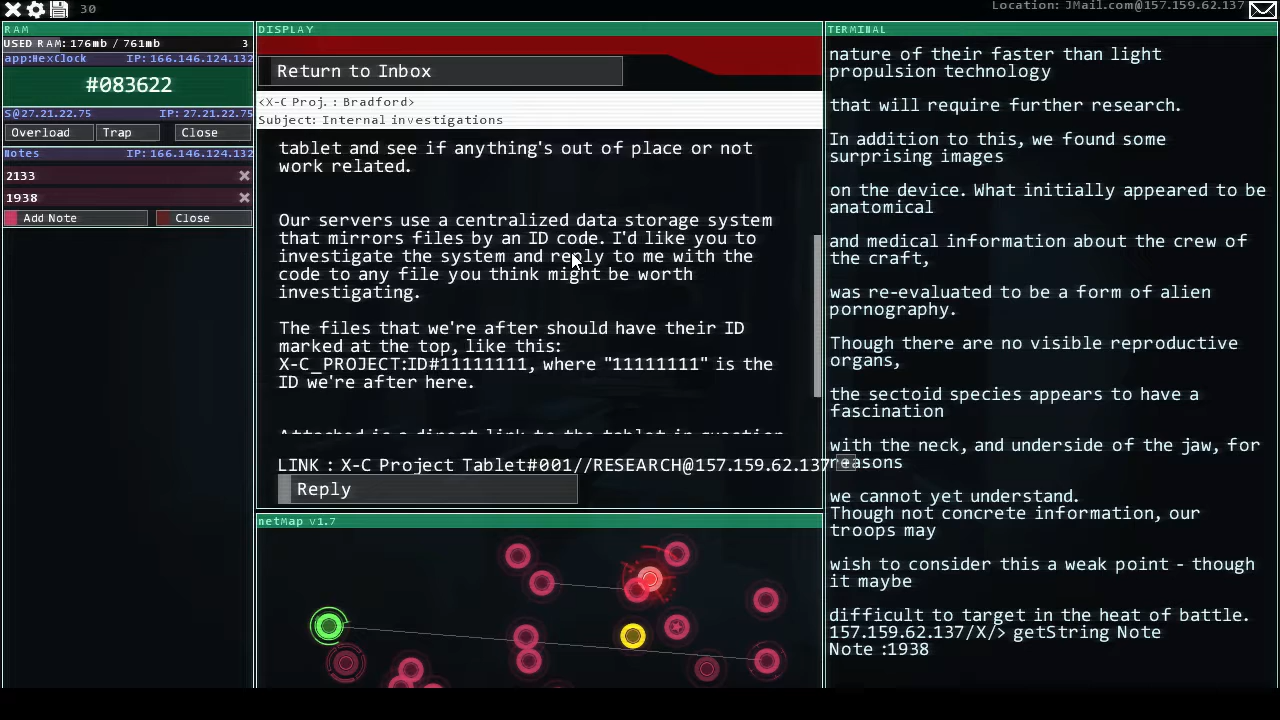 30
Location: JMail.com@157.159.62.137
RAM
USED RAM: 176mb / 761mb 3
app:HexClock IP: 166.146.124.132
#083622
S@27.21.22.75 IP: 27.21.22.75
Overload Trap Close
Notes IP: 166.146.124.132
2133
1938
Add Note Close
DISPLAY
Return to Inbox
<X-C Proj. : Bradford>
Subject: Internal investigations
tablet and see if anything's out of place or not
work related.
Our servers use a centralized data storage system
that mirrors files by an ID code. I'd like you to
investigate the system and reply to me with the
code to any file you think might be worth
investigating.
The files that we're after should have their ID
marked at the top, like this:
X-C_PROJECT:ID#11111111, where "11111111" is the
ID we're after here.
Attached is a direct link to the tablet in question
LINK : X-C Project Tablet#001//RESEARCH@157.159.62.137
Reply
netMap v1.7
TERMINAL
nature of their faster than light
propulsion technology
that will require further research.
In addition to this, we found some
surprising images
on the device. What initially appeared to be
anatomical
and medical information about the crew of
the craft,
was re-evaluated to be a form of alien
pornography.
Though there are no visible reproductive
organs,
the sectoid species appears to have a
fascination
with the neck, and underside of the jaw, for
reasons
we cannot yet understand.
Though not concrete information, our
troops may
wish to consider this a weak point - though
it maybe
difficult to target in the heat of battle.
157.159.62.137/X/> getString Note
Note :1938